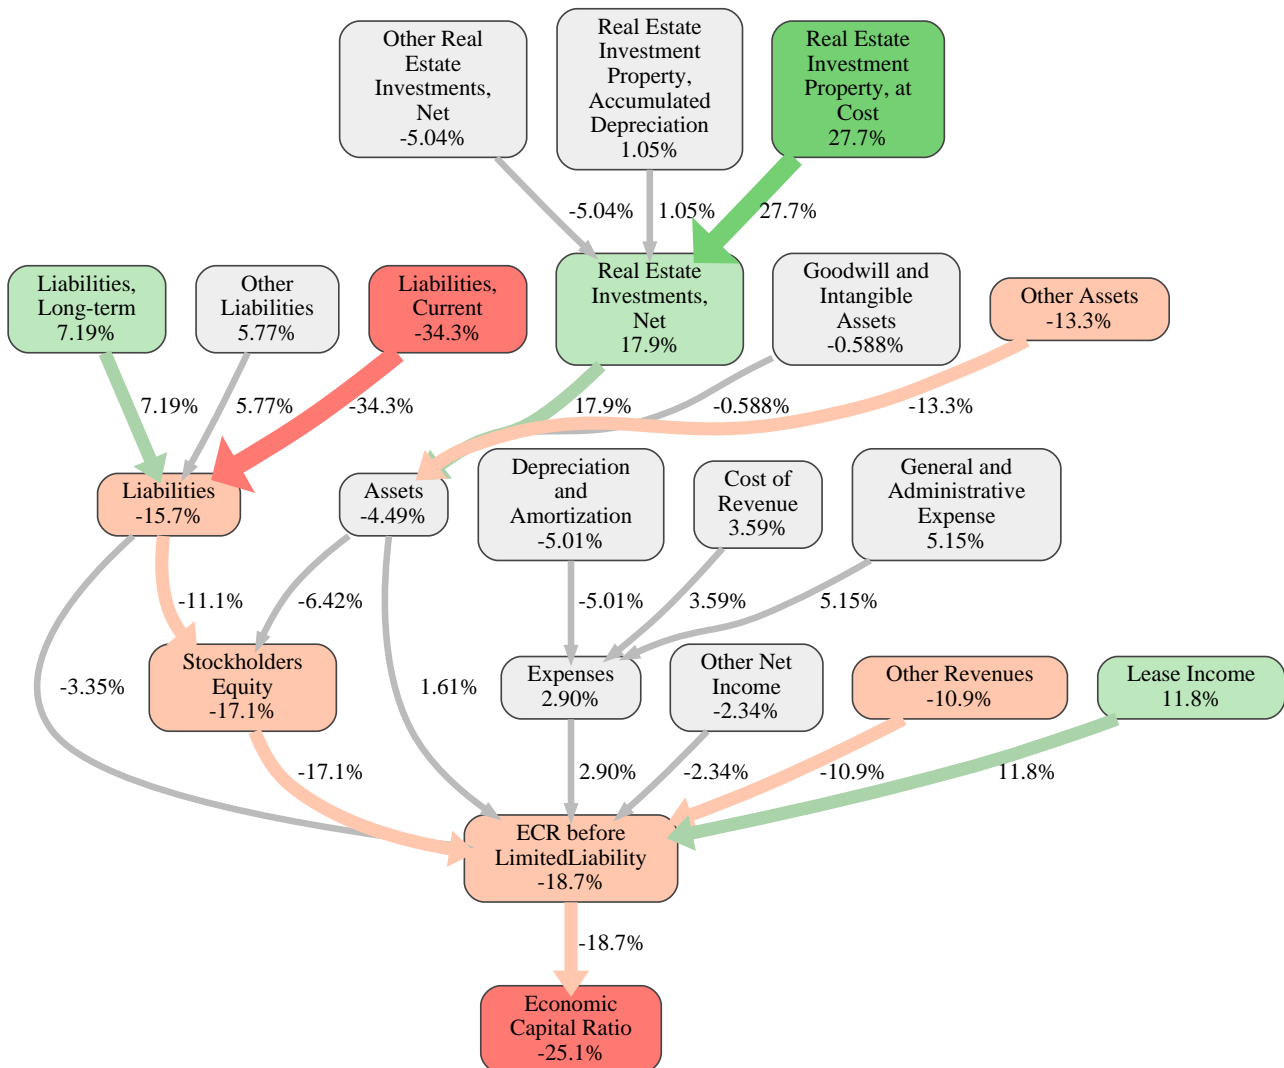 Other Real
Estate
Investments,
Net
-5.04%
Real Estate
Investment
Property,
Accumulated
Depreciation
1.05%
Real Estate
Investment
Property, at
Cost
27.7%
-5.04%
1.05%
27.7%
Liabilities,
Long-term
7.19%
Other
Liabilities
5.77%
Liabilities,
Current
-34.3%
Real Estate
Investments,
Net
17.9%
Goodwill and
Intangible
Assets
-0.588%
Other Assets
-13.3%
7.19%
5.77%
-34.3%
17.9%
-0.588%
-13.3%
Liabilities
-15.7%
Assets
-4.49%
Depreciation
and
Amortization
-5.01%
Cost of
Revenue
3.59%
General and
Administrative
Expense
5.15%
-11.1%
-6.42%
-5.01%
3.59%
5.15%
Stockholders
Equity
-17.1%
Expenses
2.90%
Other Net
Income
-2.34%
Other Revenues
-10.9%
Lease Income
11.8%
-3.35%
1.61%
-17.1%
2.90%
-2.34%
-10.9%
11.8%
ECR before
LimitedLiability
-18.7%
-18.7%
Economic
Capital Ratio
-25.1%